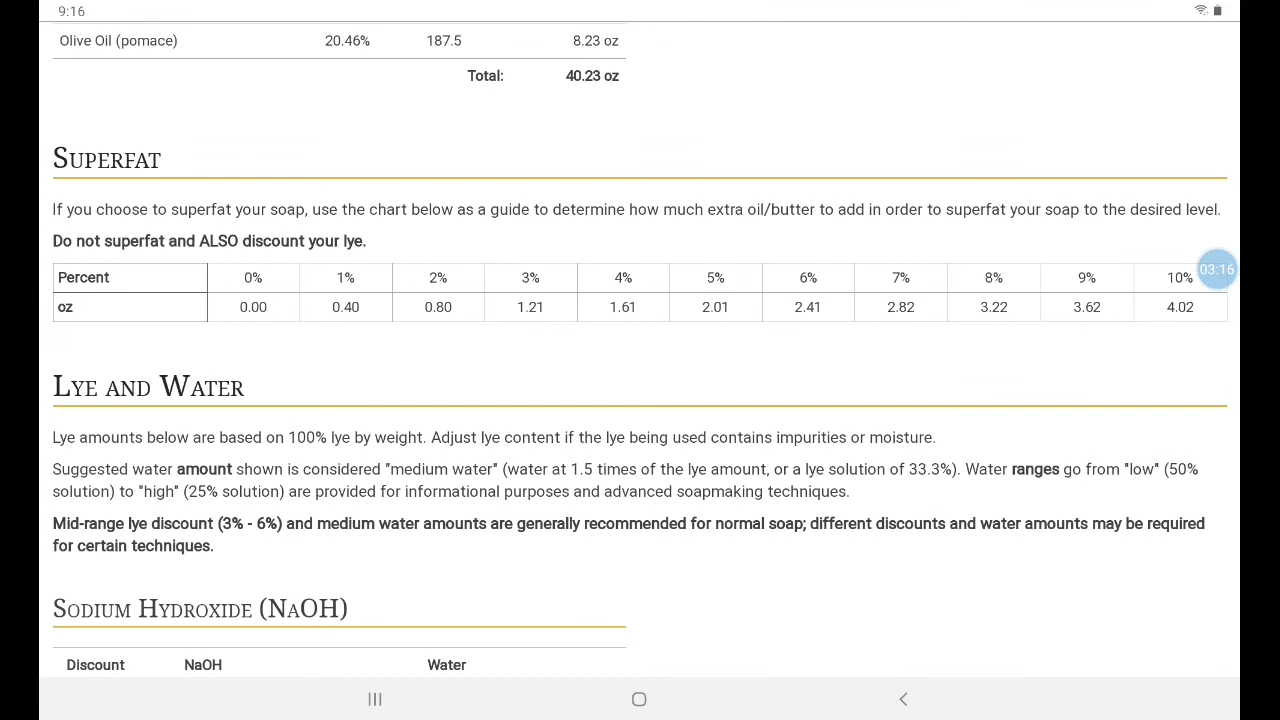 9:16
Olive Oil (pomace) 20.46% 187.5 8.23 oz
Total: 40.23 oz
Superfat
If you choose to superfat your soap, use the chart below as a guide to determine how much extra oil/butter to add in order to superfat your soap to the desired level.
Do not superfat and ALSO discount your lye.
Percent 0% 1% 2% 3% 4% 5% 6% 7% 8% 9% 10%
03:16
oz 0.00 0.40 0.80 1.21 1.61 2.01 2.41 2.82 3.22 3.62 4.02
Lye and Water
Lye amounts below are based on 100% lye by weight. Adjust lye content if the lye being used contains impurities or moisture.
Suggested water amount shown is considered "medium water" (water at 1.5 times of the lye amount, or a lye solution of 33.3%). Water ranges go from "low" (50%
solution) to "high" (25% solution) are provided for informational purposes and advanced soapmaking techniques.
Mid-range lye discount (3% - 6%) and medium water amounts are generally recommended for normal soap; different discounts and water amounts may be required
for certain techniques.
Sodium Hydroxide (NaOH)
Discount NaOH Water